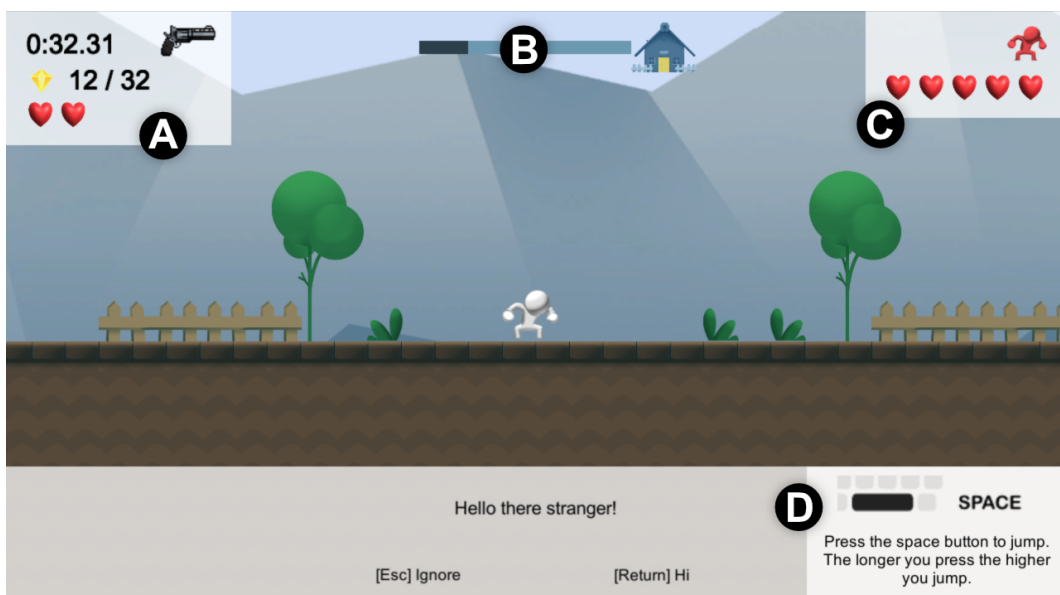 0:32.31
12 / 32
A
B
C
Hello there stranger!
[Esc] Ignore
[Return] Hi
D
SPACE
Press the space button to jump.
The longer you press the higher
you jump.